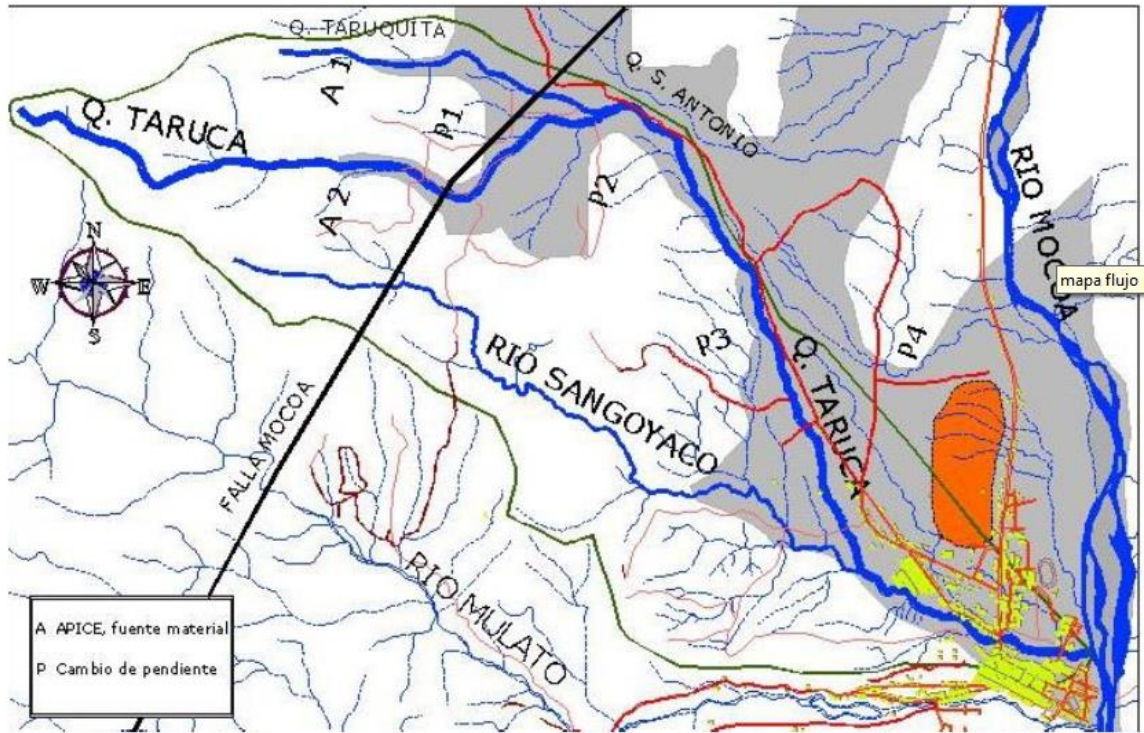 Q. TARUQUITA
A 1
Q. S. ANTONIO
Q. TARUCA
P1
RIO MOCOA
P2
A 2
N
W E
S
mapa flujo
RIO SANGOYACO
P3
Q. TARUCA
P4
FALLA MOCOA
RIO MULATO
A APICE, fuente material
P Cambio de pendiente